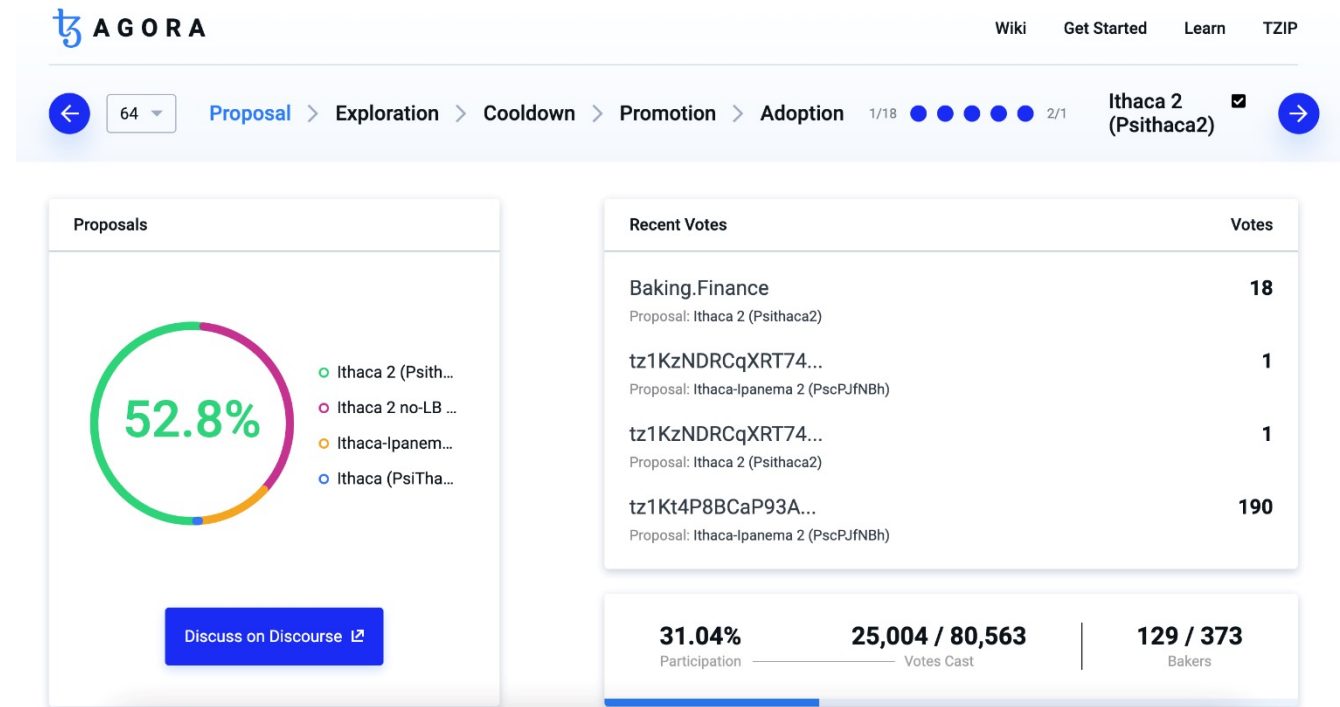 AGORA
Wiki Get Started Learn TZIP
64 Proposal > Exploration > Cooldown > Promotion > Adoption 1/18 2/1 Ithaca 2
(Psithaca2)
Proposals
52.8%
Ithaca 2 (Psith...
Ithaca 2 no-LB ...
Ithaca-Ipanem...
Ithaca (PsiTha...
Discuss on Discourse
Recent Votes Votes
Baking.Finance 18
Proposal: Ithaca 2 (Psithaca2)
tz1KzNDRCqXRT74... 1
Proposal: Ithaca-Ipanema 2 (PscPJfNBh)
tz1KzNDRCqXRT74... 1
Proposal: Ithaca 2 (Psithaca2)
tz1Kt4P8BCaP93A... 190
Proposal: Ithaca-Ipanema 2 (PscPJfNBh)
31.04% 25,004 / 80,563 129 / 373
Participation Votes Cast Bakers